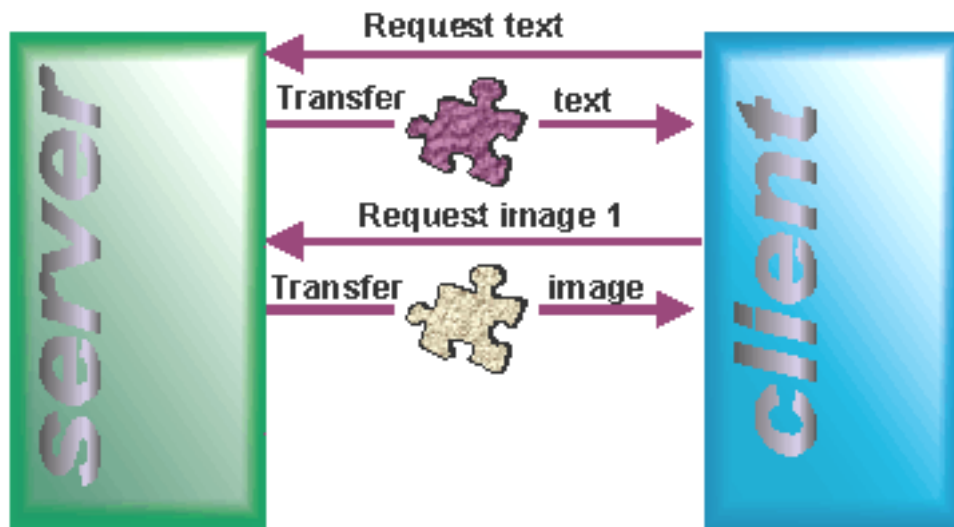 Request text
Transfer text
Request image 1
Transfer image
server
client